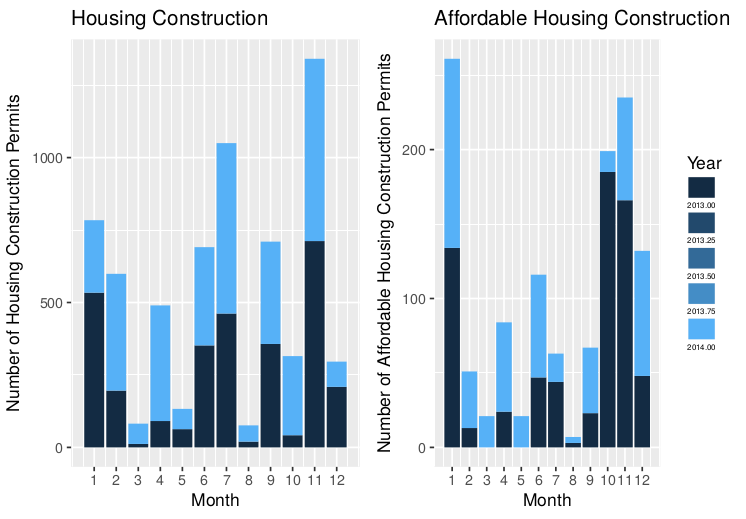 Housing Construction
Number of Housing Construction Permits
1000
500
0
1 2 3 4 5 6 7 8 9 10 11 12
Month
Affordable Housing Construction
Number of Affordable Housing Construction Permits
200
100
0
1 2 3 4 5 6 7 8 9 10 11 12
Month
Year
2013.00
2013.25
2013.50
2013.75
2014.00